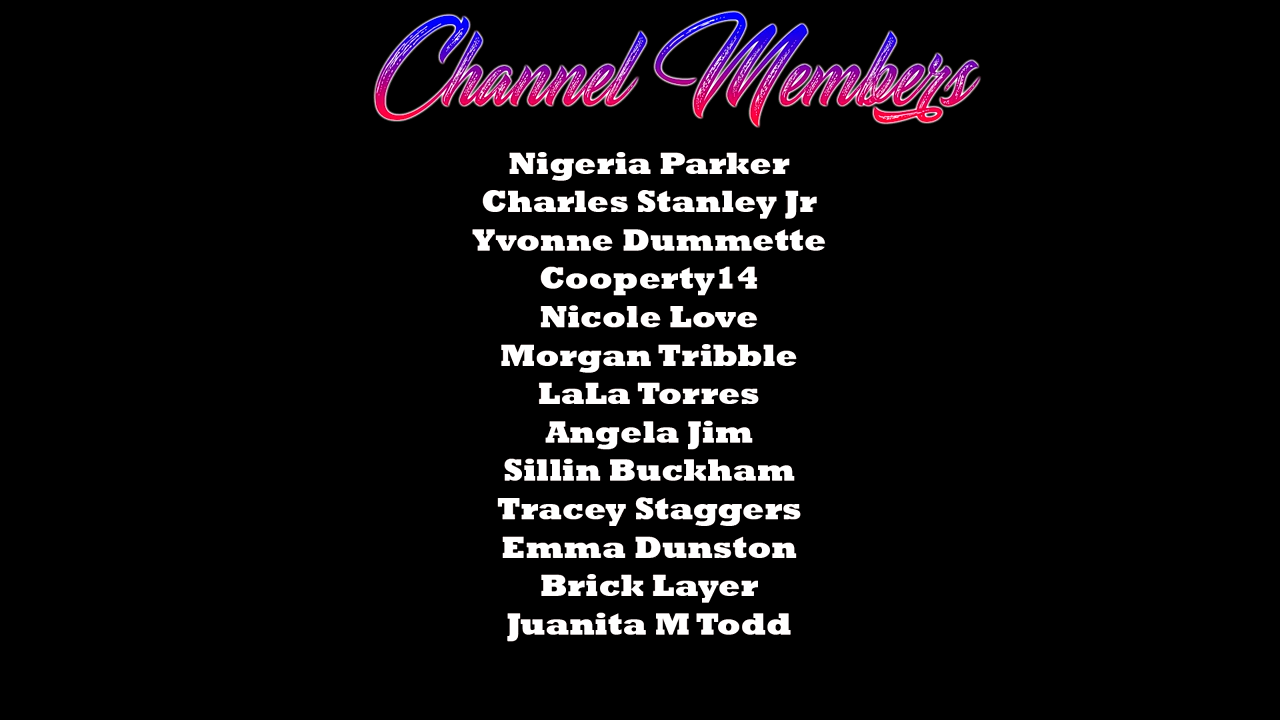 Channel Members
Nigeria Parker
Charles Stanley Jr
Yvonne Dummette
Cooperty14
Nicole Love
Morgan Tribble
LaLa Torres
Angela Jim
Sillin Buckham
Tracey Staggers
Emma Dunston
Brick Layer
Juanita M Todd